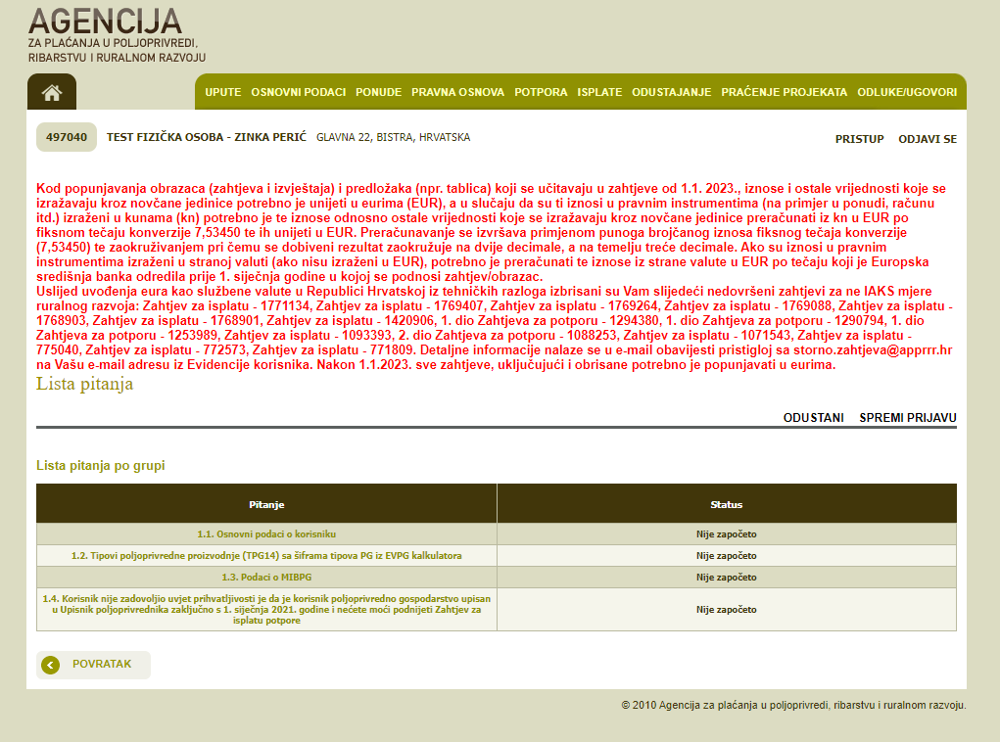 AGENCIJA
ZA PLAĆANJA U POLJOPRIVREDI,
RIBARSTVU I RURALNOM RAZVOJU
UPUTE OSNOVNI PODACI PONUDE PRAVNA OSNOVA POTPORA ISPLATE ODUSTAJANJE PRAĆENJE PROJEKATA ODLUKE/UGOVORI
497040 TEST FIZIČKA OSOBA - ZINKA PERIĆ GLAVNA 22, BISTRA, HRVATSKA
PRISTUP ODJAVI SE
Kod popunjavanja obrazaca (zahtjeva i izvještaja) i predložaka (npr. tablica) koji se učitavaju u zahtjeve od 1.1. 2023., iznose i ostale vrijednosti koje se
izražavaju kroz novčane jedinice potrebno je unijeti u eurima (EUR), a u slučaju da su ti iznosi u pravnim instrumentima (na primjer u ponudi, računu
itd.) izraženi u kunama (kn) potrebno je te iznose odnosno ostale vrijednosti koje se izražavaju kroz novčane jedinice preračunati iz kn u EUR po
fiksnom tečaju konverzije 7,53450 te ih unijeti u EUR. Preračunavanje se izvršava primjenom punoga brojčanog iznosa fiksnog tečaja konverzije
(7,53450) te zaokruživanjem pri čemu se dobiveni rezultat zaokružuje na dvije decimale, a na temelju treće decimale. Ako su iznosi u pravnim
instrumentima izraženi u stranoj valuti (ako nisu izraženi u EUR), potrebno je preračunati te iznose iz strane valute u EUR po tečaju koji je Europska
središnja banka odredila prije 1. siječnja godine u kojoj se podnosi zahtjev/obrazac.
Uslijed uvođenja eura kao službene valute u Republici Hrvatskoj iz tehničkih razloga izbrisani su Vam slijedeći nedovršeni zahtjevi za ne IAKS mjere
ruralnog razvoja: Zahtjev za isplatu - 1771134, Zahtjev za isplatu - 1769407, Zahtjev za isplatu - 1769264, Zahtjev za isplatu - 1769088, Zahtjev za isplatu -
1768903, Zahtjev za isplatu - 1768901, Zahtjev za isplatu - 1420906, 1. dio Zahtjeva za potporu - 1294380, 1. dio Zahtjeva za potporu - 1290794, 1. dio
Zahtjeva za potporu - 1253989, Zahtjev za isplatu - 1093393, 2. dio Zahtjeva za potporu - 1088253, Zahtjev za isplatu - 1071543, Zahtjev za isplatu -
775040, Zahtjev za isplatu - 772573, Zahtjev za isplatu - 771809. Detaljne informacije nalaze se u e-mail obavijesti pristigloj sa storno.zahtjeva@apprrr.hr
na Vašu e-mail adresu iz Evidencije korisnika. Nakon 1.1.2023. sve zahtjeve, uključujući i obrisane potrebno je popunjavati u eurima.
Lista pitanja
ODUSTANI SPREMI PRIJAVU
Lista pitanja po grupi
Pitanje Status
1.1. Osnovni podaci o korisniku Nije započeto
1.2. Tipovi poljoprivredne proizvodnje (TPG14) sa šiframa tipova PG iz EVPG kalkulatora Nije započeto
1.3. Podaci o MIBPG Nije započeto
1.4. Korisnik nije zadovoljio uvjet prihvatljivosti je da je korisnik poljoprivredno gospodarstvo upisan
u Upisnik poljoprivrednika zaključno s 1. siječnja 2021. godine i nećete moći podnijeti Zahtjev za
isplatu potpore
Nije započeto
POVRATAK
© 2010 Agencija za plaćanja u poljoprivredi, ribarstvu i ruralnom razvoju.